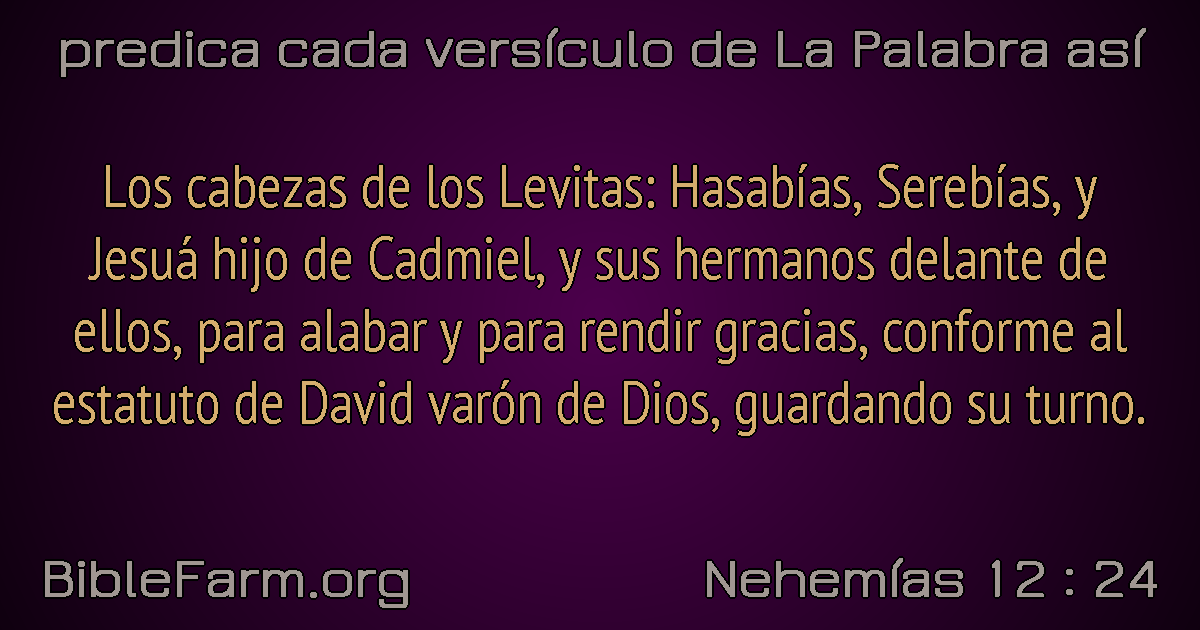 predica cada versículo de La Palabra así
Los cabezas de los Levitas: Hasabías, Serebías, y
Jesuá hijo de Cadmiel, y sus hermanos delante de
ellos, para alabar y para rendir gracias, conforme al
estatuto de David varón de Dios, guardando su turno.
BibleFarm.org
Nehemías 12 : 24